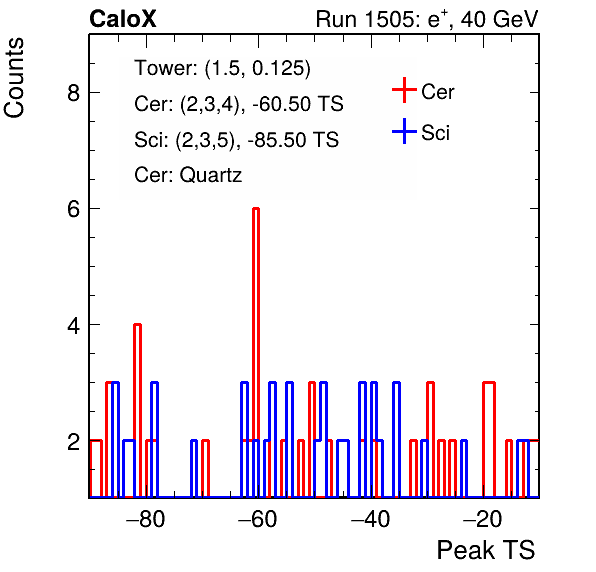 CaloX Run 1505: e⁺, 40 GeV
Counts
Tower: (1.5, 0.125)
Cer: (2,3,4), -60.50 TS
Sci: (2,3,5), -85.50 TS
Cer: Quartz
Cer
Sci
8
6
4
2
−80 −60 −40 −20
Peak TS